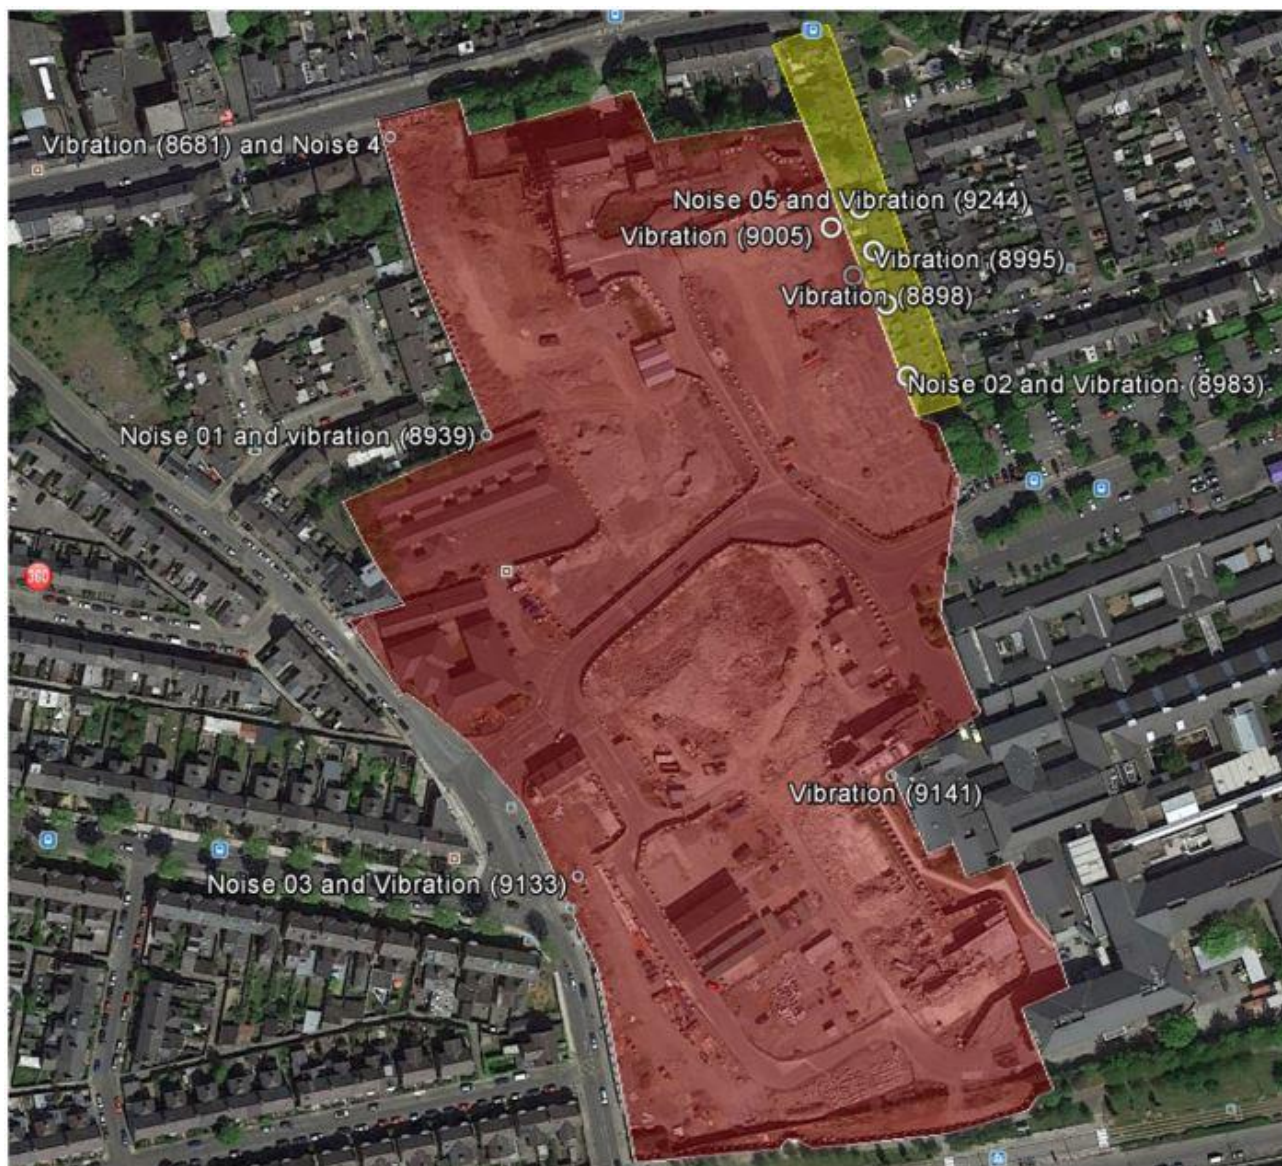 Vibration (8681) and Noise 4
Noise 05 and Vibration (9244)
Vibration (9005)
Vibration (8995)
Vibration (8898)
Noise 02 and Vibration (8983)
Noise 01 and vibration (8939)
360
Vibration (9141)
Noise 03 and Vibration (9133)